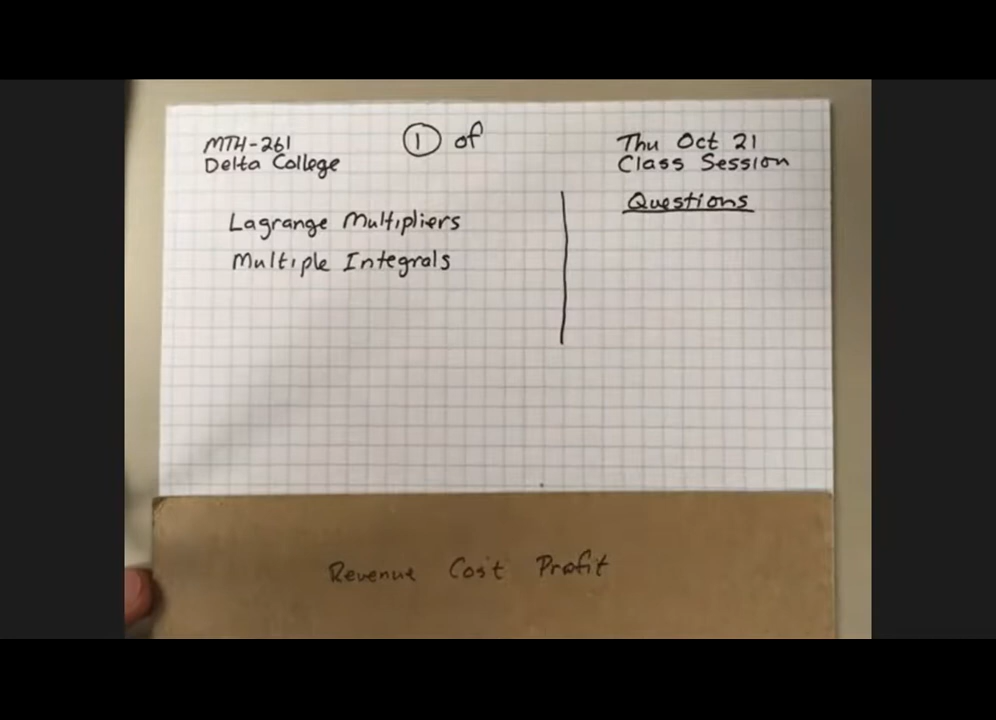 MTH-261
Delta College
1 of
Thu Oct 21
Class Session
Lagrange Multipliers
Multiple Integrals
Questions
Revenue Cost Profit